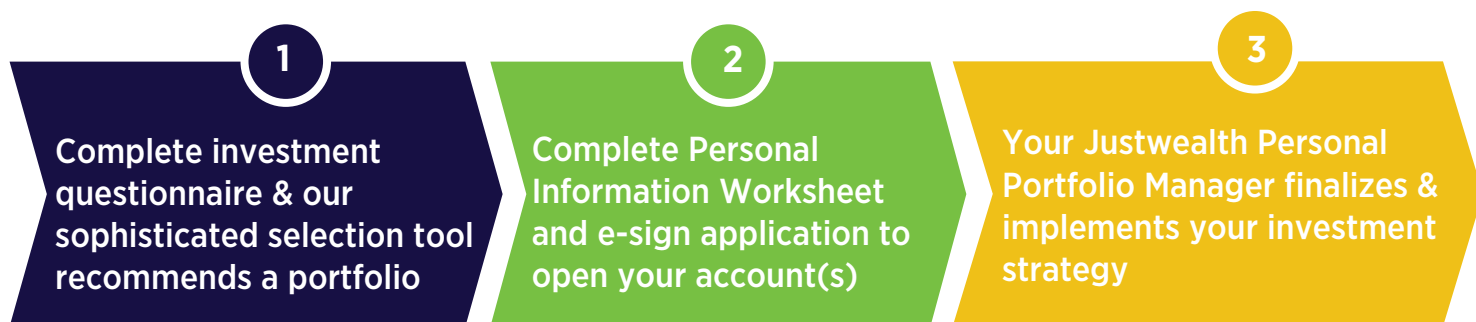 1
Complete investment
questionnaire & our
sophisticated selection tool
recommends a portfolio
2
Complete Personal
Information Worksheet
and e-sign application to
open your account(s)
3
Your Justwealth Personal
Portfolio Manager finalizes &
implements your investment
strategy